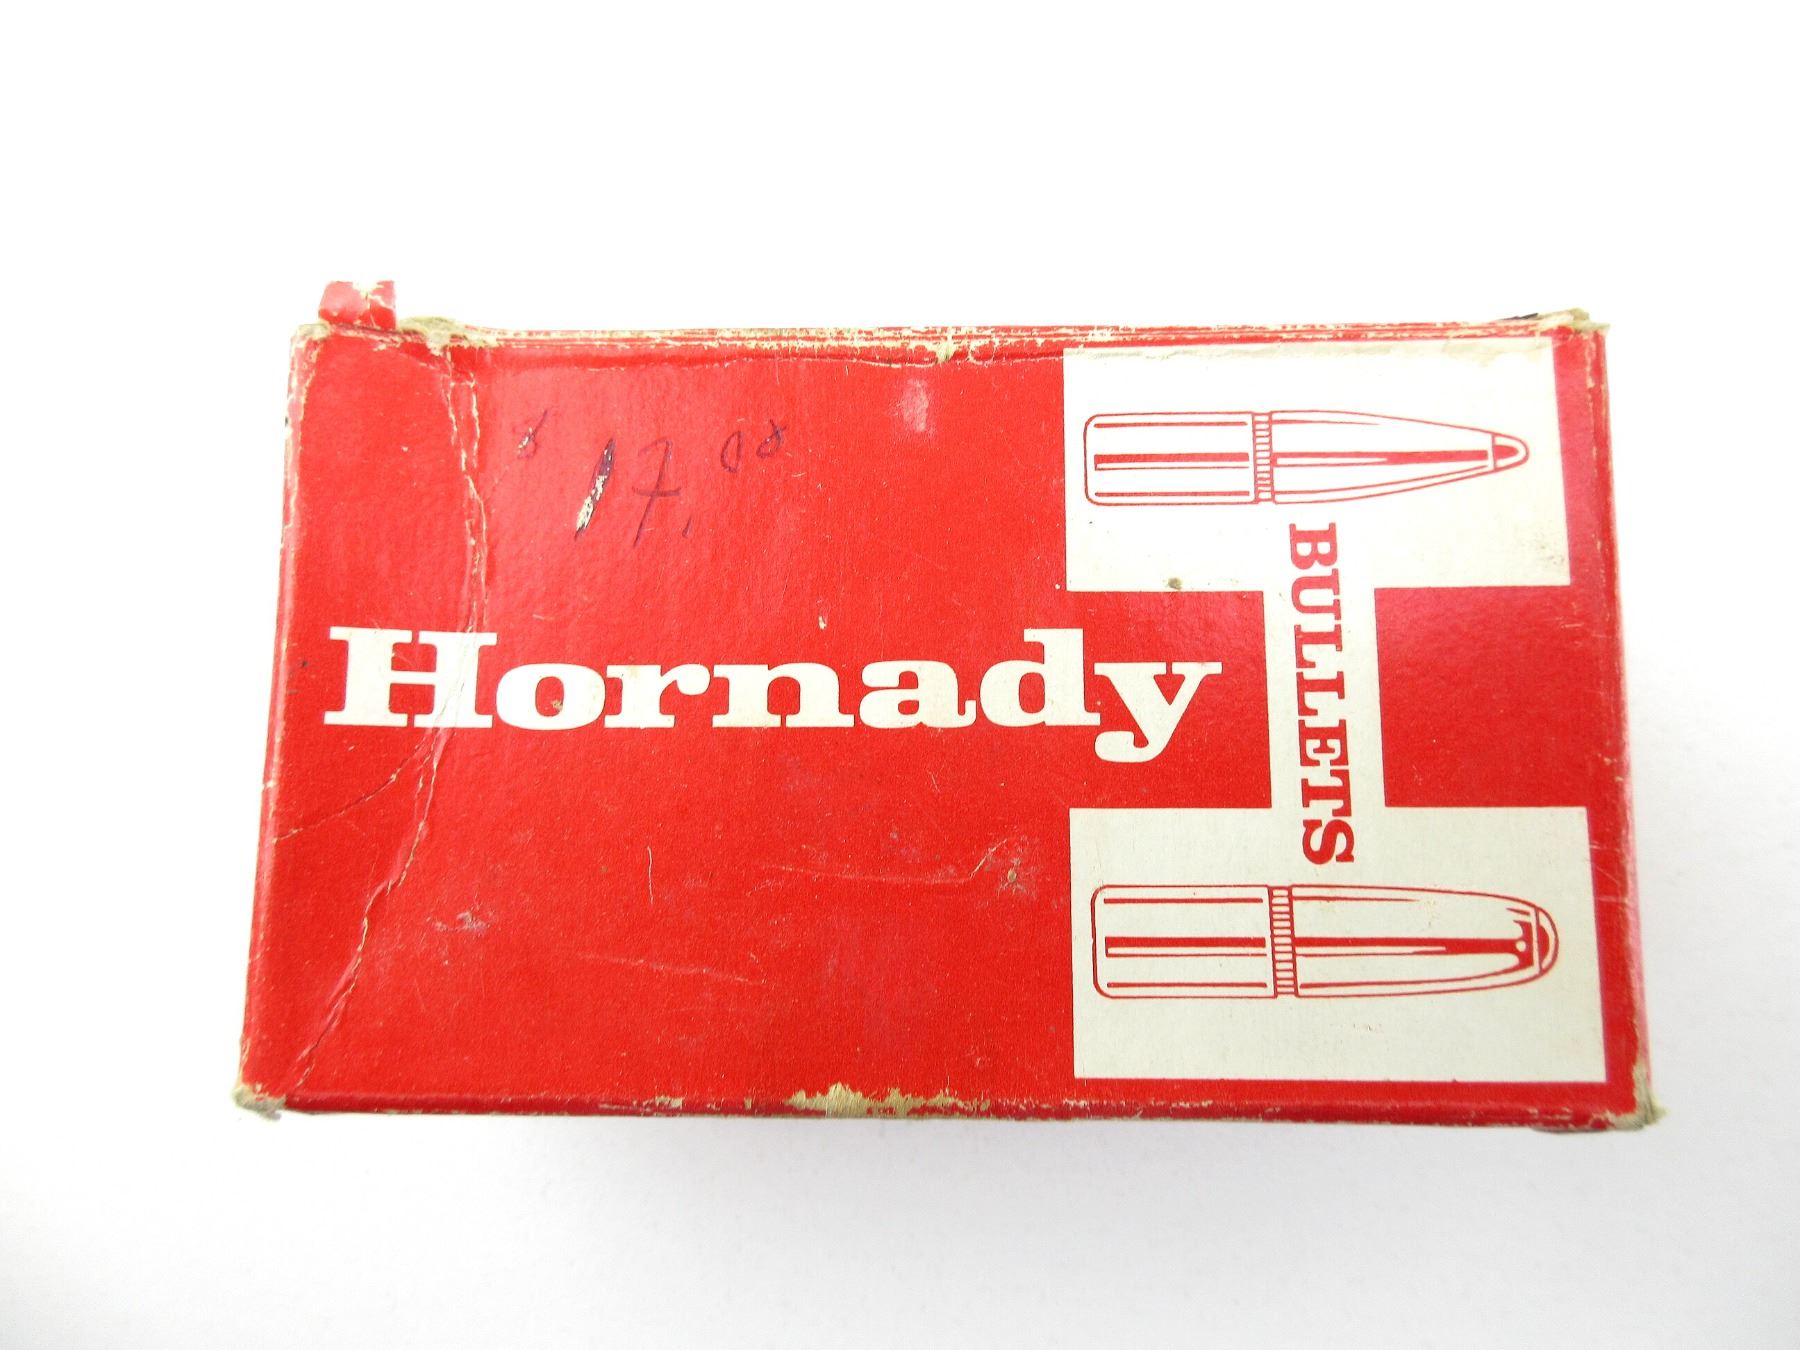 $ 17.00
Hornady
BULLETS